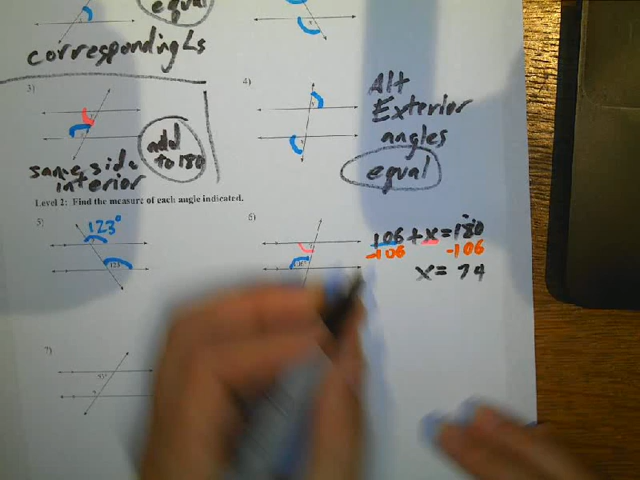 equal
corresponding ∠s
3)
4)
Alt
Exterior
angles
equal
same side
interior
add
to 180
Level 2: Find the measure of each angle indicated.
5)
123°
6)
106 + x = 180
-106 -106
x = 74
7)